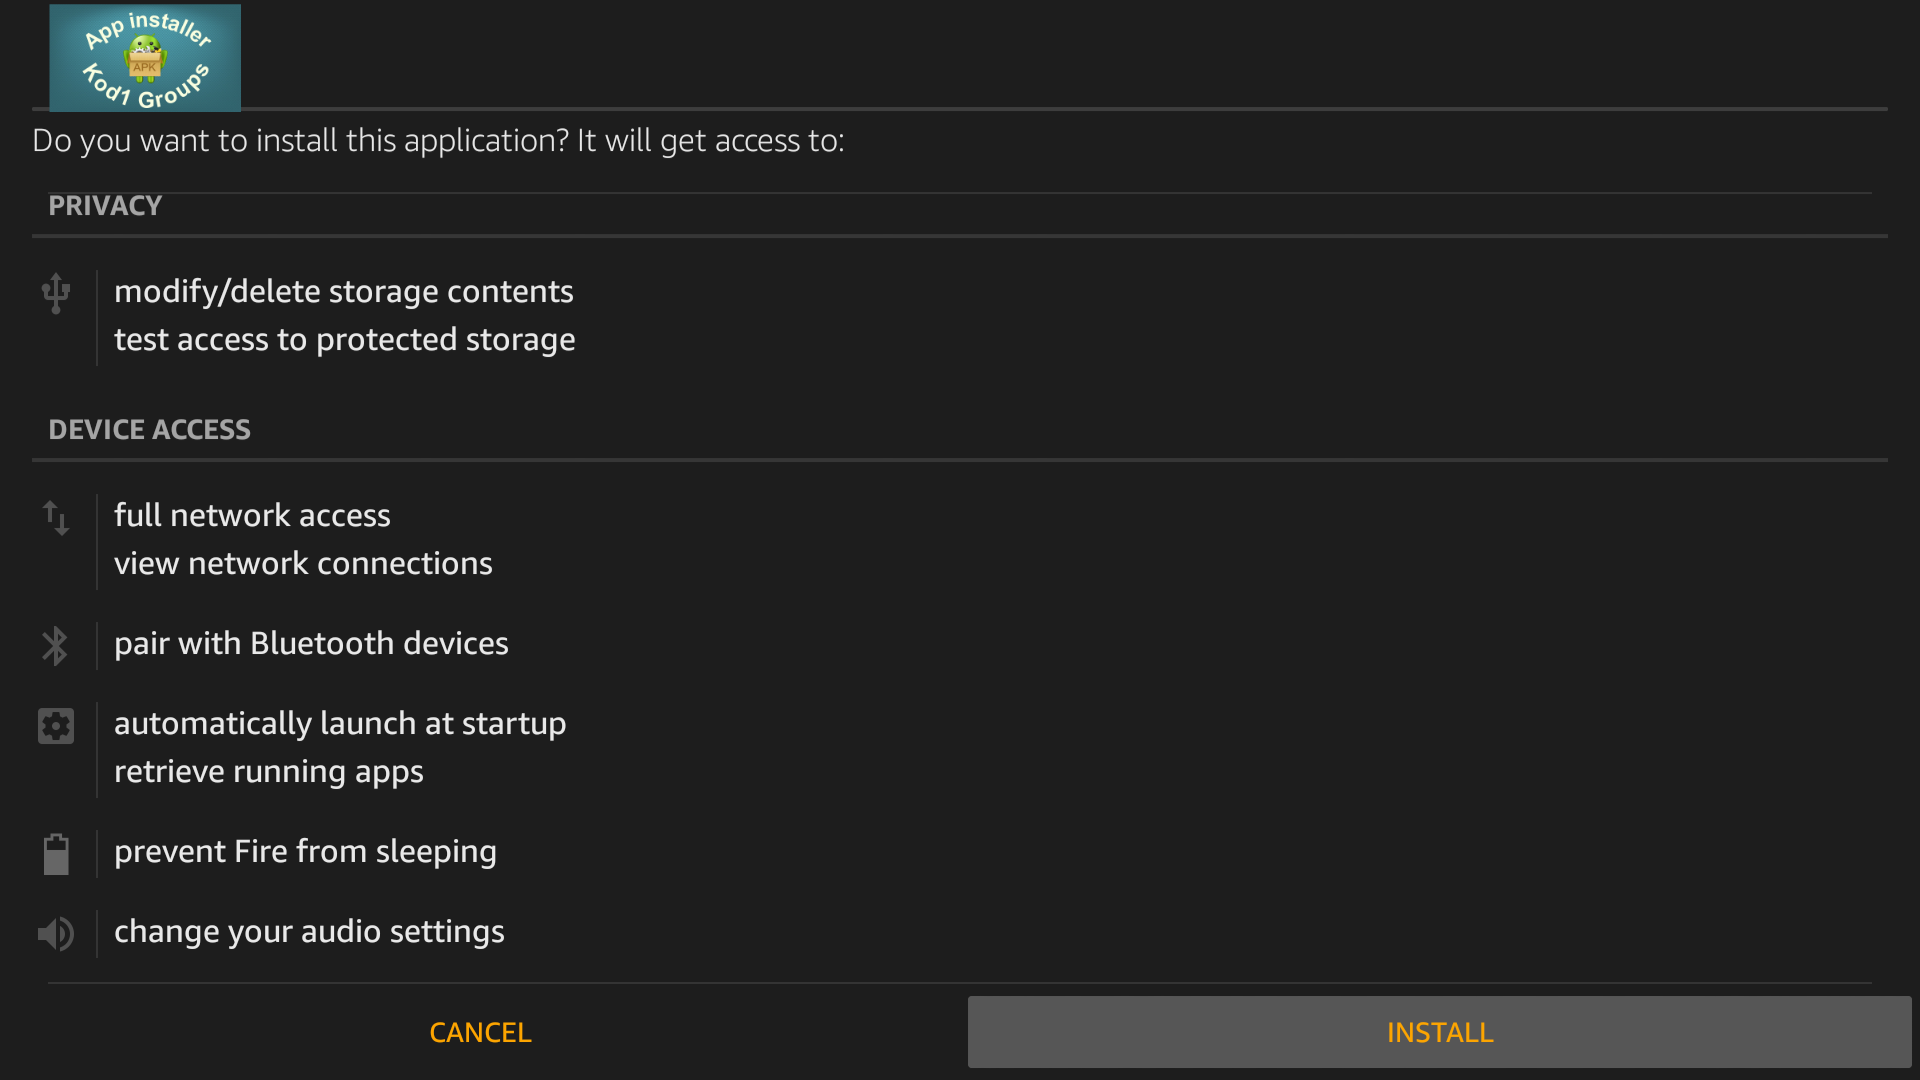 App installer
APK
Kod1 Groups
Do you want to install this application? It will get access to:
PRIVACY
modify/delete storage contents
test access to protected storage
DEVICE ACCESS
full network access
view network connections
pair with Bluetooth devices
automatically launch at startup
retrieve running apps
prevent Fire from sleeping
change your audio settings
CANCEL
INSTALL